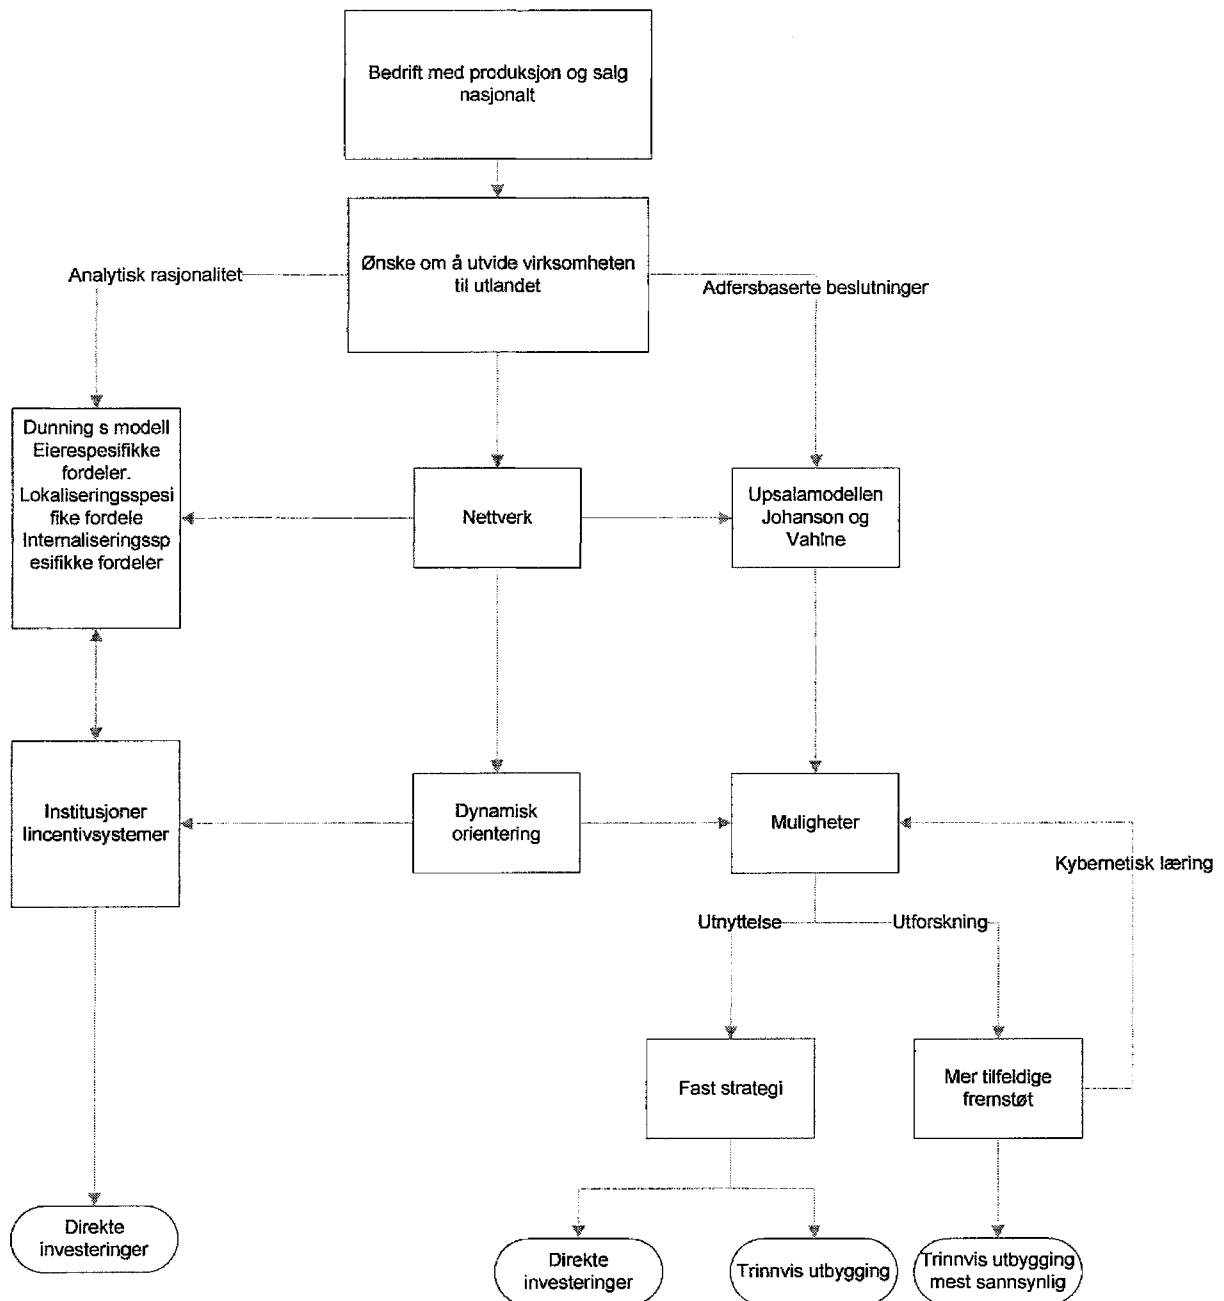 Bedrift med produksjon og salg
nasjonalt
Ønske om å utvide virksomheten
til utlandet
Analytisk rasjonalitet
Adfersbaserte beslutninger
Dunning s modell
Eierespesifikke
fordeler.
Lokaliseringsspesi
fike fordele
Internaliseringssp
esifikke fordeler
Nettverk
Upsalamodellen
Johanson og
Vahlne
Institusjoner
Iincentivsystemer
Dynamisk
orientering
Muligheter
Kybernetisk læring
Utnyttelse
Utforskning
Fast strategi
Mer tilfeldige
fremstøt
Direkte
investeringer
Direkte
investeringer
Trinnvis utbygging
Trinnvis utbygging
mest sannsynlig